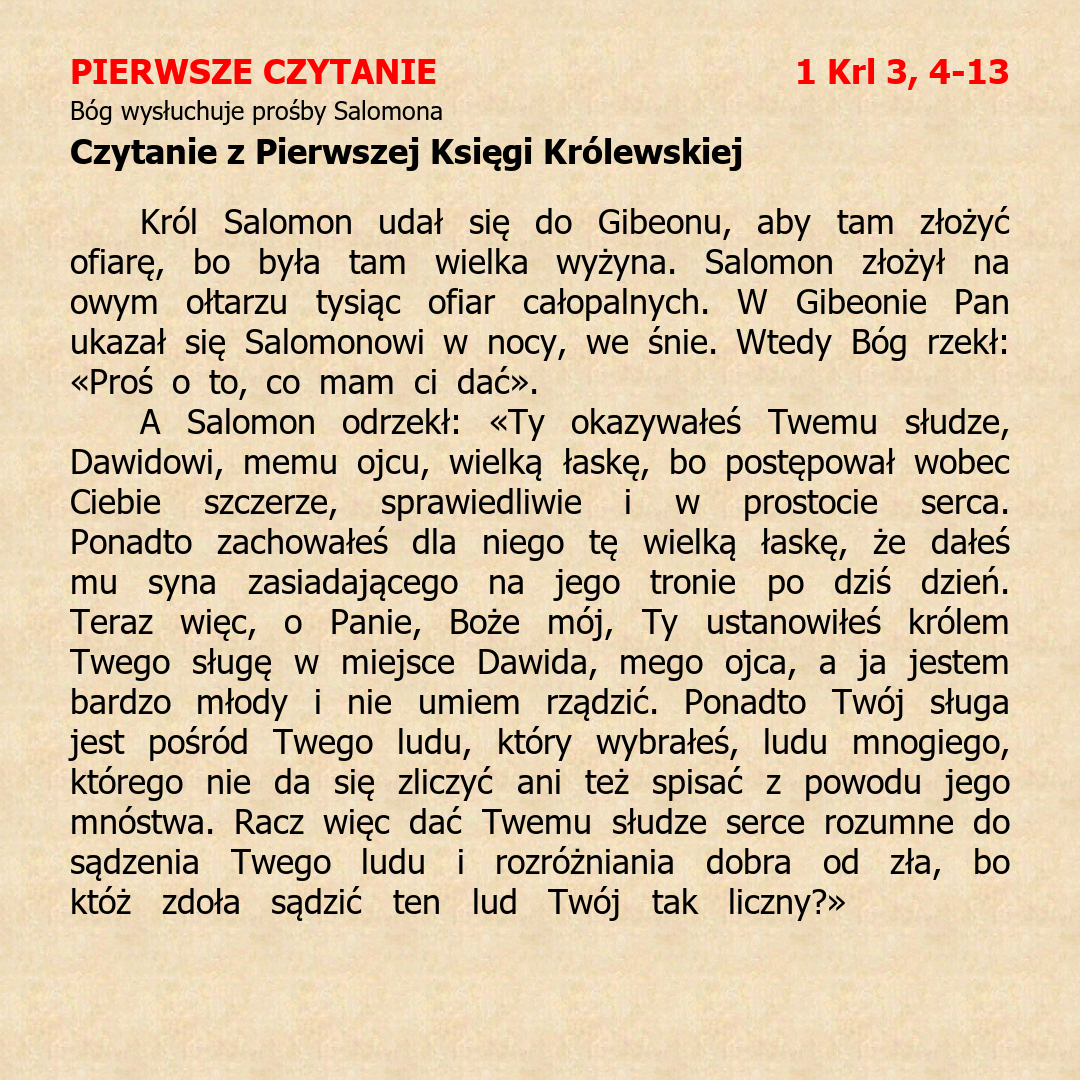 PIERWSZE CZYTANIE 1 Krl 3, 4-13
Bóg wysłuchuje prośby Salomona
Czytanie z Pierwszej Księgi Królewskiej
Król Salomon udał się do Gibeonu, aby tam złożyć
ofiarę, bo była tam wielka wyżyna. Salomon złożył na
owym ołtarzu tysiąc ofiar całopalnych. W Gibeonie Pan
ukazał się Salomonowi w nocy, we śnie. Wtedy Bóg rzekł:
«Proś o to, co mam ci dać».
A Salomon odrzekł: «Ty okazywałeś Twemu słudze,
Dawidowi, memu ojcu, wielką łaskę, bo postępował wobec
Ciebie szczerze, sprawiedliwie i w prostocie serca.
Ponadto zachowałeś dla niego tę wielką łaskę, że dałeś
mu syna zasiadającego na jego tronie po dziś dzień.
Teraz więc, o Panie, Boże mój, Ty ustanowiłeś królem
Twego sługę w miejsce Dawida, mego ojca, a ja jestem
bardzo młody i nie umiem rządzić. Ponadto Twój sługa
jest pośród Twego ludu, który wybrałeś, ludu mnogiego,
którego nie da się zliczyć ani też spisać z powodu jego
mnóstwa. Racz więc dać Twemu słudze serce rozumne do
sądzenia Twego ludu i rozróżniania dobra od zła, bo
któż zdoła sądzić ten lud Twój tak liczny?»